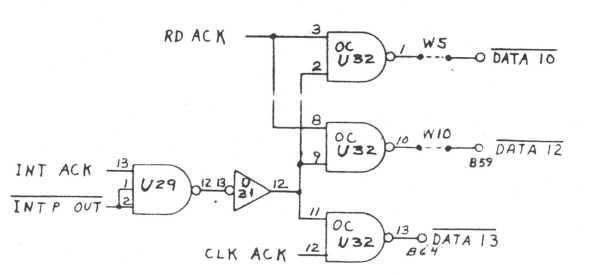 RD ACK
3
OC
U32
1
W5
DATA 10
2
8
OC
U32
10
W10
DATA 12
9
B59
INT ACK
13
1
U29
12
13
U
31
12
INT P OUT
2
11
OC
U32
13
DATA 13
B64
CLK ACK
12